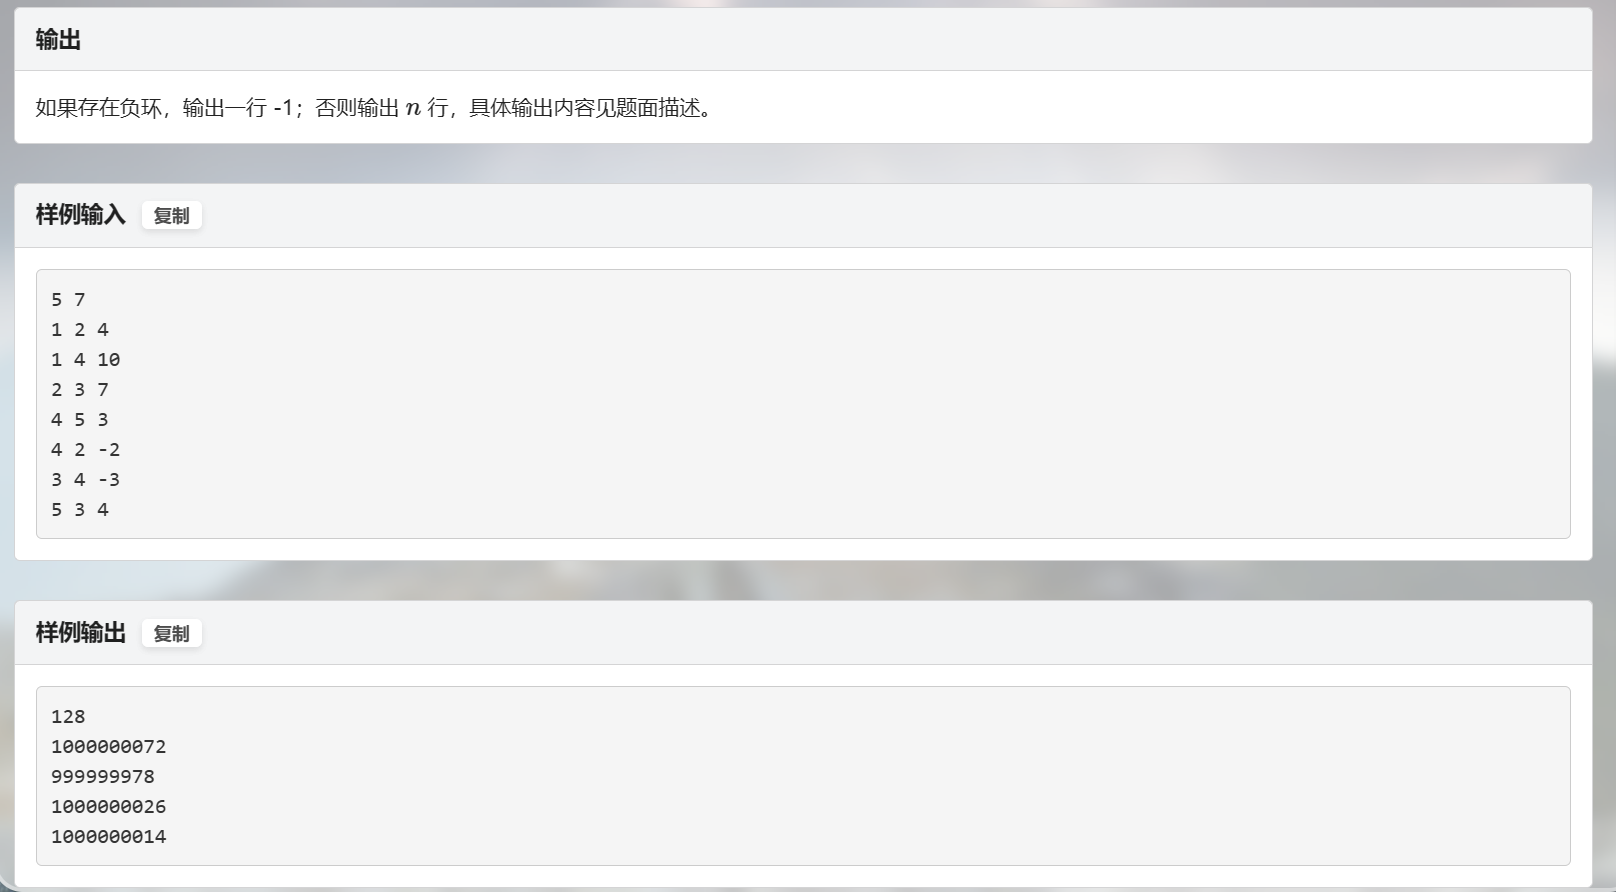 输出
如果存在负环，输出一行 -1；否则输出 n 行，具体输出内容见题面描述。
样例输入 复制
5 7
1 2 4
1 4 10
2 3 7
4 5 3
4 2 -2
3 4 -3
5 3 4
样例输出 复制
128
1000000072
999999978
1000000026
1000000014